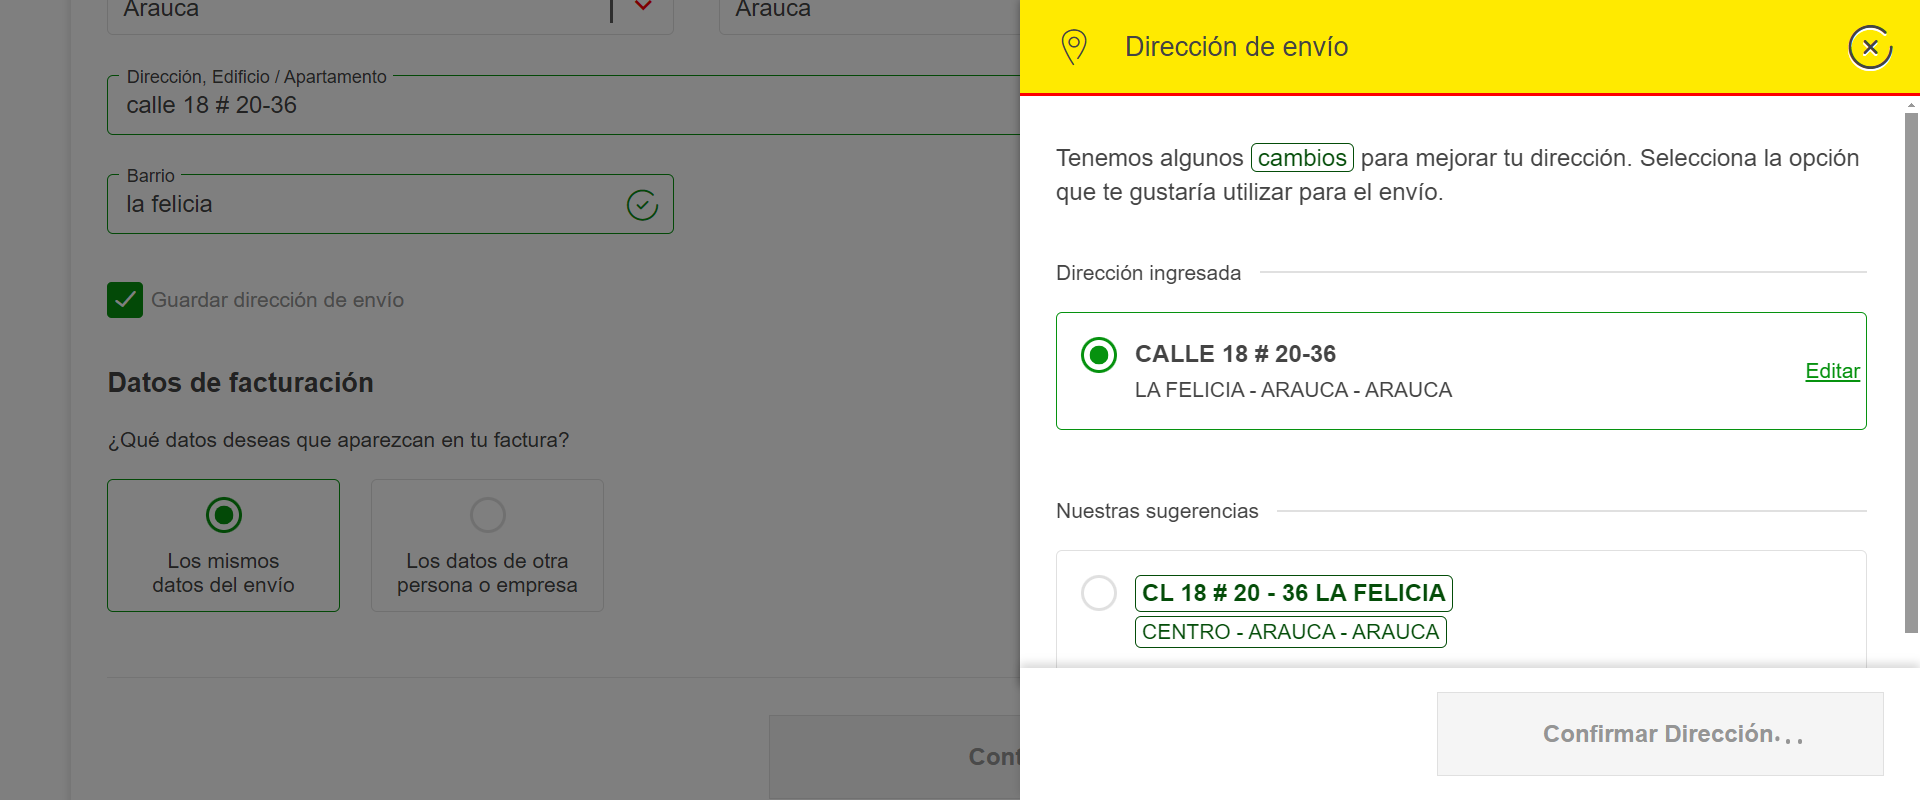 Arauca
Arauca
Dirección, Edificio / Apartamento
calle 18 # 20-36
Barrio
la felicia
Guardar dirección de envío
Datos de facturación
¿Qué datos deseas que aparezcan en tu factura?
Los mismos
datos del envío
Los datos de otra
persona o empresa
Cont
Dirección de envío
Tenemos algunos cambios para mejorar tu dirección. Selecciona la opción
que te gustaría utilizar para el envío.
Dirección ingresada
CALLE 18 # 20-36
LA FELICIA - ARAUCA - ARAUCA
Editar
Nuestras sugerencias
CL 18 # 20 - 36 LA FELICIA
CENTRO - ARAUCA - ARAUCA
Confirmar Dirección...